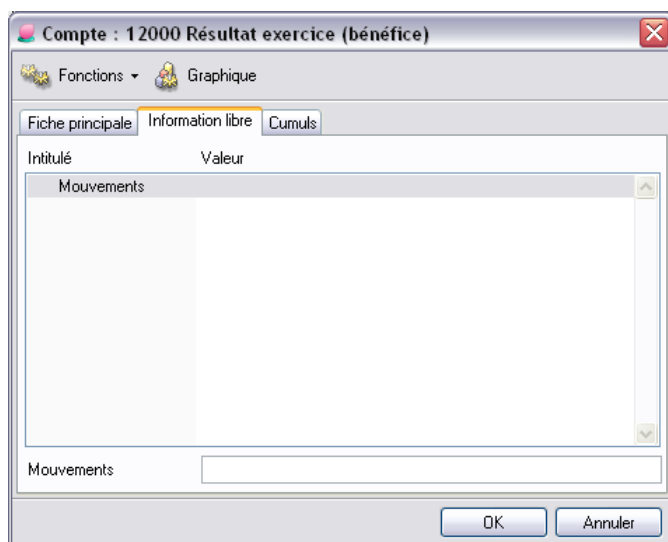 Compte : 12000 Résultat exercice (bénéfice)
Fonctions Graphique
Fiche principale Information libre Cumuls
Intitulé Valeur
Mouvements
Mouvements
OK Annuler